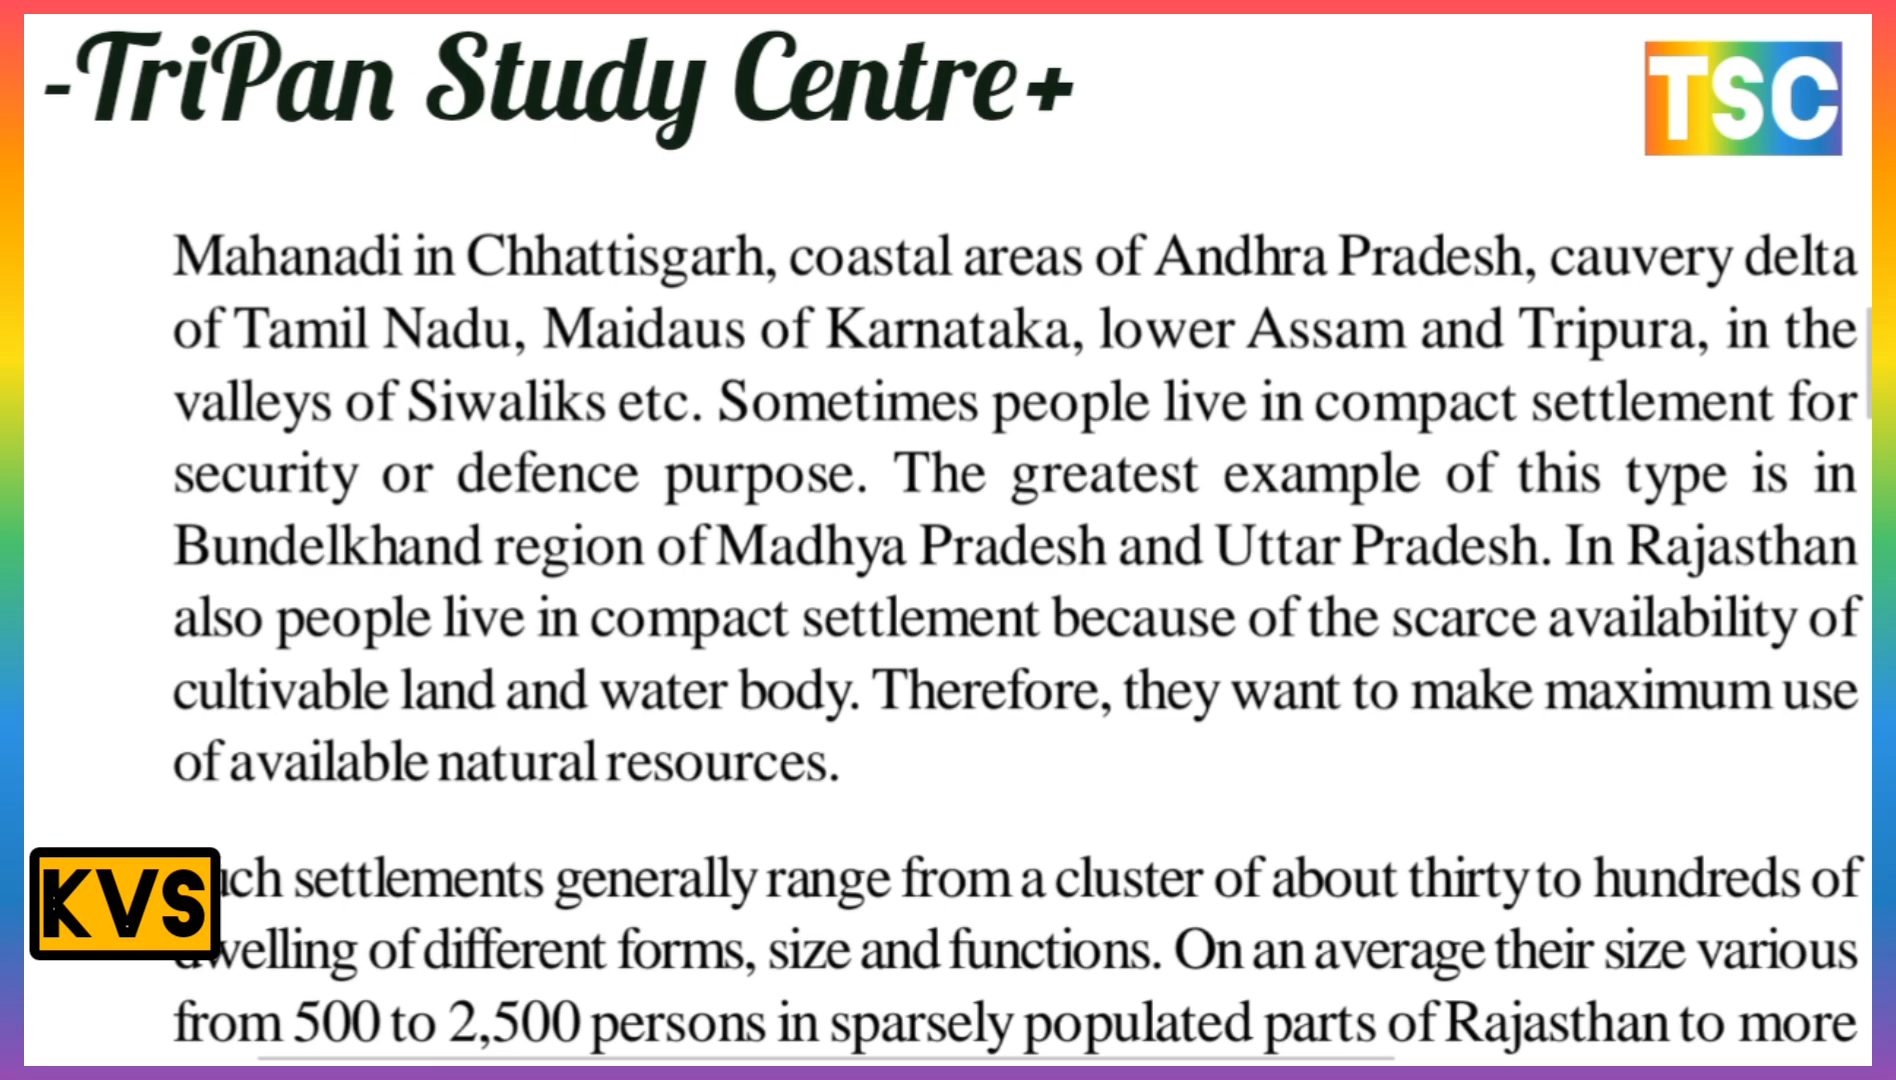 -TriPan Study Centre+
TSC
Mahanadi in Chhattisgarh, coastal areas of Andhra Pradesh, cauvery delta
of Tamil Nadu, Maidaus of Karnataka, lower Assam and Tripura, in the
valleys of Siwaliks etc. Sometimes people live in compact settlement for
security or defence purpose. The greatest example of this type is in
Bundelkhand region of Madhya Pradesh and Uttar Pradesh. In Rajasthan
also people live in compact settlement because of the scarce availability of
cultivable land and water body. Therefore, they want to make maximum use
of available natural resources.
KVS
settlements generally range from a cluster of about thirty to hundreds of
of different forms, size and functions. On an average their size various
from 500 to 2,500 persons in sparsely populated parts of Rajasthan to more